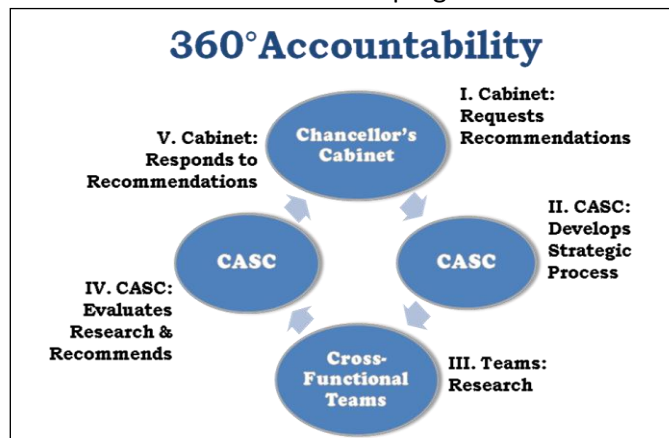 360°Accountability
Chancellor's
Cabinet
I. Cabinet:
Requests
Recommendations
V. Cabinet:
Responds to
Recommendations
CASC
CASC
II. CASC:
Develops
Strategic
Process
IV. CASC:
Evaluates
Research &
Recommends
Cross-
Functional
Teams
III. Teams:
Research